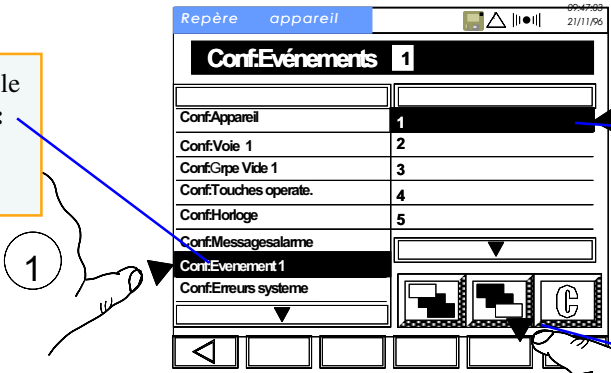 Repère appareil
09:47:03
21/11/96
Conf:Evénements 1
le
:
Conf:Appareil
Conf:Voie 1
Conf:Grpe Vide 1
Conf:Touches operate.
Conf:Horloge
Conf:Messagesalarme
Conf:Evenement 1
Conf:Erreurs systeme
1
2
3
4
5
C
1